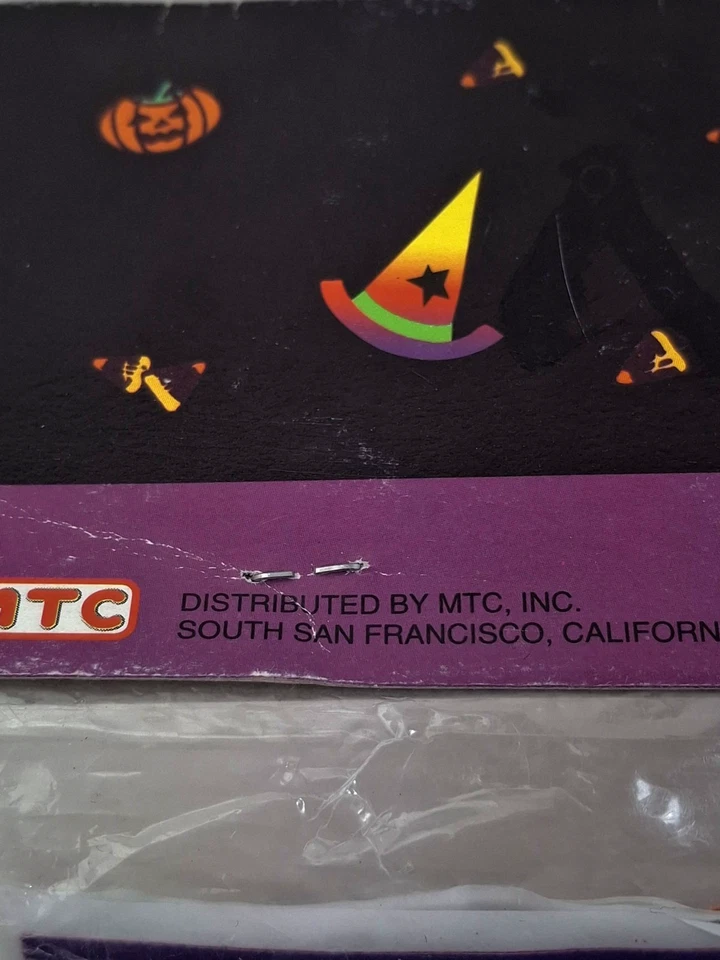 MTC
DISTRIBUTED BY MTC, INC.
SOUTH SAN FRANCISCO, CALIFORN